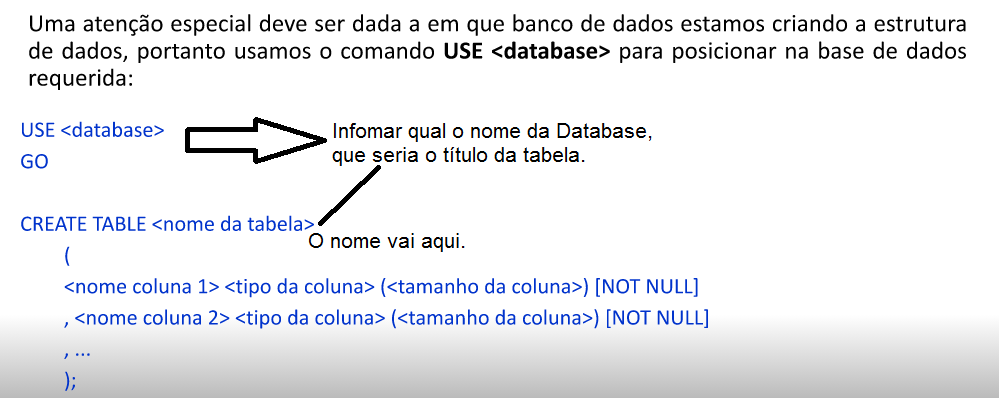 Uma atenção especial deve ser dada a em que banco de dados estamos criando a estrutura
de dados, portanto usamos o comando USE <database> para posicionar na base de dados
requerida:
USE <database>
Infomar qual o nome da Database,
que seria o título da tabela.
GO
CREATE TABLE <nome da tabela>
O nome vai aqui.
(
<nome coluna 1> <tipo da coluna> (<tamanho da coluna>) [NOT NULL]
, <nome coluna 2> <tipo da coluna> (<tamanho da coluna>) [NOT NULL]
, ...
);